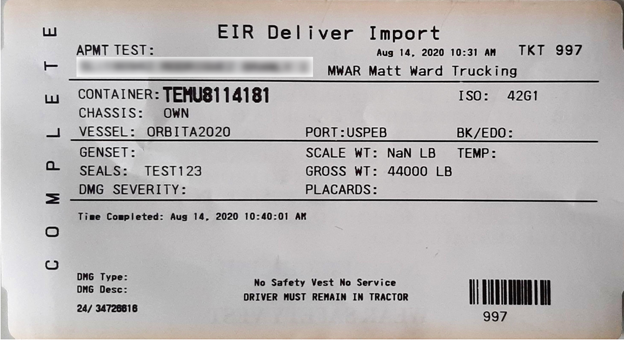 EIR Deliver Import
APMT TEST: Aug 14, 2020 10:31 AM TKT 997
MWAR Matt Ward Trucking
CONTAINER: TEMU8114181 ISO: 42G1
CHASSIS: OWN
VESSEL: ORBITA2020 PORT:USPEB BK/EDO:
GENSET: SCALE WT: NaN LB TEMP:
SEALS: TEST123 GROSS WT: 44000 LB
DMG SEVERITY: PLACARDS:
Time Completed: Aug 14, 2020 10:40:01 AM
DMG Type: No Safety Vest No Service
DMG Desc: DRIVER MUST REMAIN IN TRACTOR
24/ 34726616
997
COMPLETE